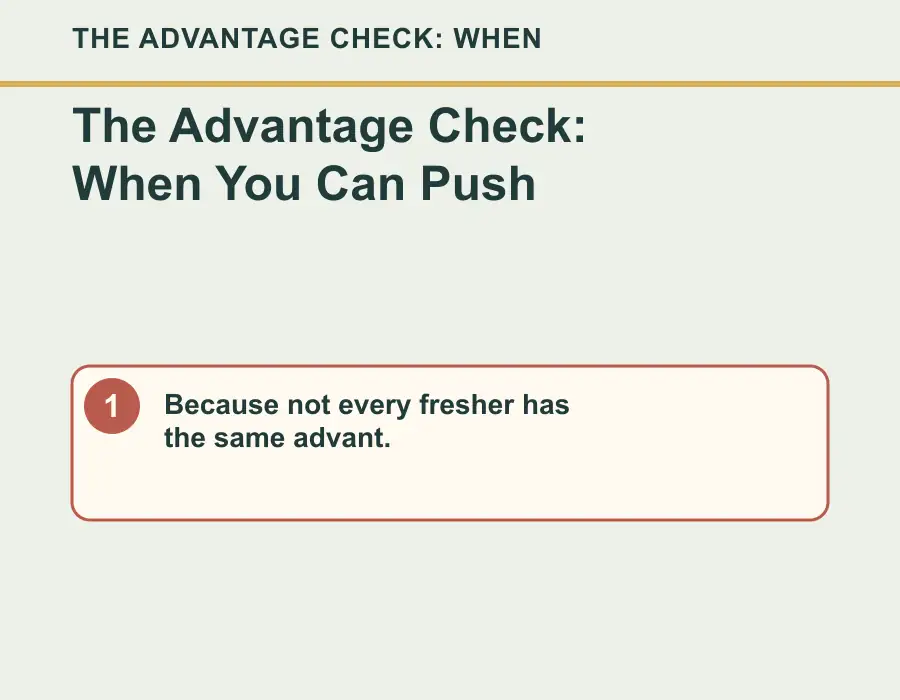 THE ADVANTAGE CHECK: WHEN
The Advantage Check:
When You Can Push
1
Because not every fresher has
the same advant.